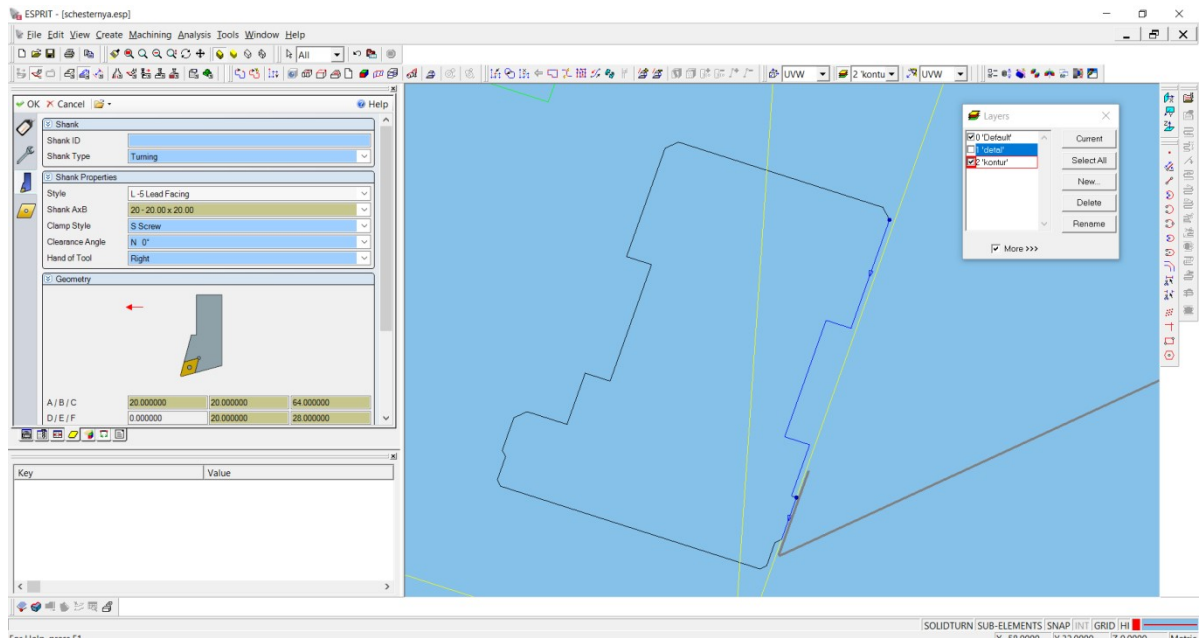 ESPRIT - [schesternya.esp]
File Edit View Create Machining Analysis Tools Window Help
All
UVW
2 'kontu
UVW
OK Cancel Help
Shank
Shank ID
Shank Type Turning
Shank Properties
Style L -5 Lead Facing
Shank AxB 20 - 20.00 x 20.00
Clamp Style S Screw
Clearance Angle N 0°
Hand of Tool Right
Geometry
A / B / C 20.000000 20.000000 64.000000
D / E / F 0.000000 20.000000 28.000000
Key Value
Layers
0 'Default' Current
1 'detal'
2 'kontur' Select All
New...
Delete
Rename
More >>>
SOLIDTURN SUB-ELEMENTS SNAP INT GRID HI